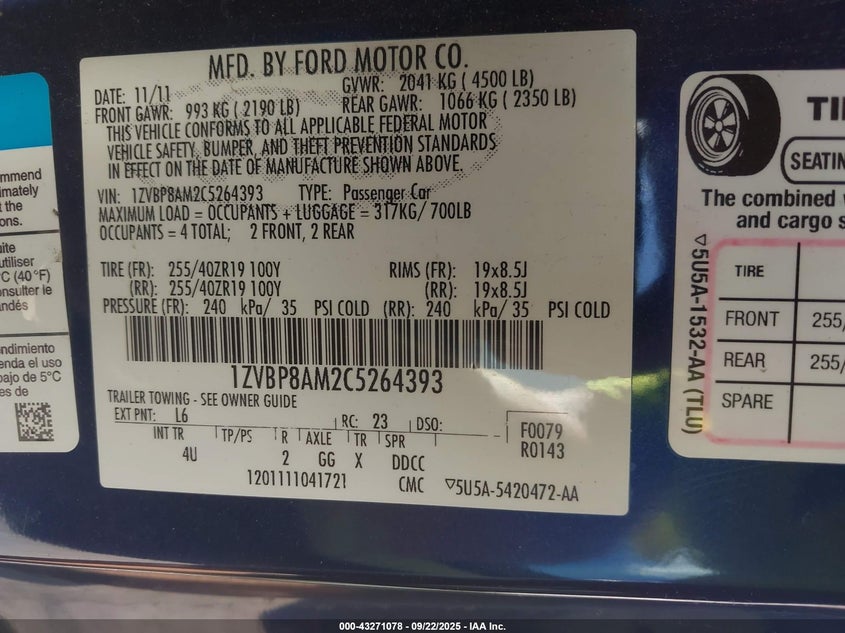 MFD. BY FORD MOTOR CO.
DATE: 11/11 GVWR: 2041 KG ( 4500 LB)
FRONT GAWR: 993 KG ( 2190 LB) REAR GAWR: 1066 KG ( 2350 LB)
THIS VEHICLE CONFORMS TO ALL APPLICABLE FEDERAL MOTOR
VEHICLE SAFETY, BUMPER, AND THEFT PREVENTION STANDARDS
IN EFFECT ON THE DATE OF MANUFACTURE SHOWN ABOVE.
VIN: 1ZVBP8AM2C5264393 TYPE: Passenger Car
MAXIMUM LOAD = OCCUPANTS + LUGGAGE = 317KG/ 700LB
OCCUPANTS = 4 TOTAL; 2 FRONT, 2 REAR
TIRE (FR): 255/40ZR19 100Y RIMS (FR): 19x8.5J
(RR): 255/40ZR19 100Y (RR): 19x8.5J
PRESSURE (FR): 240 kPa/ 35 PSI COLD (RR): 240 kPa/ 35 PSI COLD
1ZVBP8AM2C5264393
TRAILER TOWING - SEE OWNER GUIDE
EXT PNT: L6 RC: 23 DSO: F0079
R0143
INT TR TP/PS R AXLE TR SPR
4U 2 GG X DDCC
1201111041721 CMC ▽5U5A-5420472-AA
mmend
imately
t the
ons.
uite
utiliser
°C (40 °F)
onsulter le
andés
ndimiento
nda el uso
bajo de 5°C
es de
TI
SEATIN
The combined
and cargo s
TIRE
FRONT 255/
REAR 255/
SPARE
▽5U5A-1532-AA (TLU)
000-43271078 - 09/22/2025 - IAA Inc.